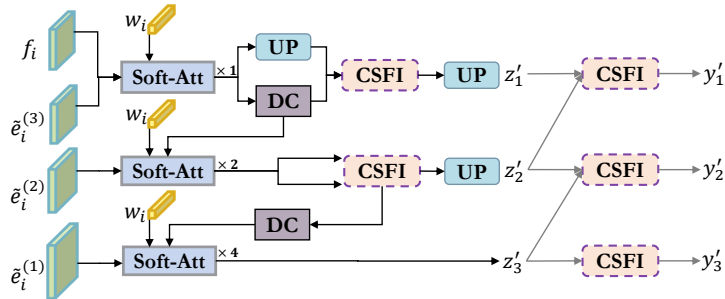 f_i w_i Soft-Att ×1 UP CSFI UP z′_1 CSFI y′_1
DC
ẽ_i^(3) w_i
ẽ_i^(2) Soft-Att ×2 CSFI UP z′_2 CSFI y′_2
w_i DC
ẽ_i^(1) Soft-Att ×4 z′_3 CSFI y′_3